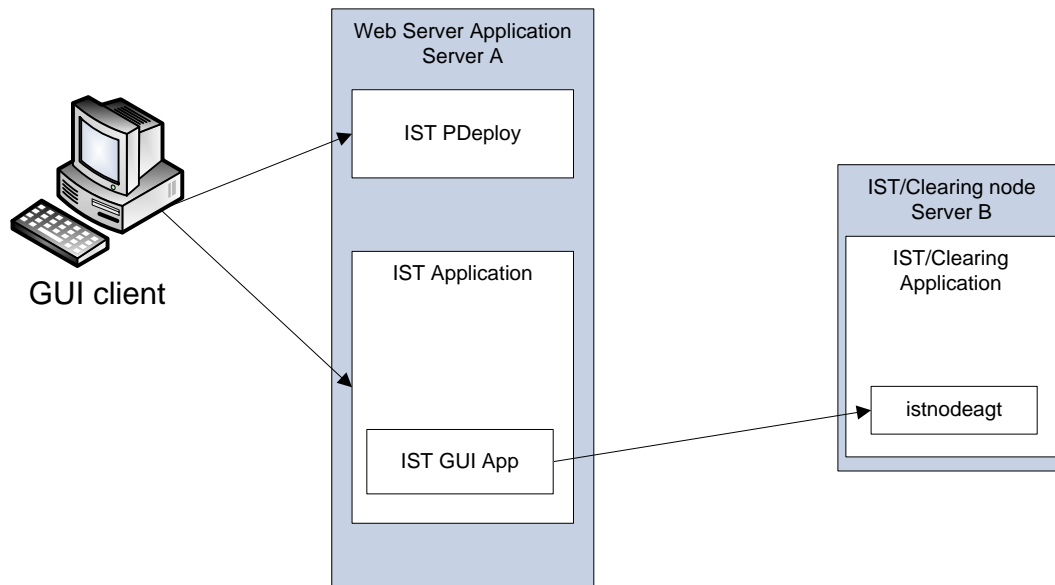 Web Server Application
Server A
IST PDeploy
GUI client
IST Application
IST GUI App
IST/Clearing node
Server B
IST/Clearing
Application
istnodeagt